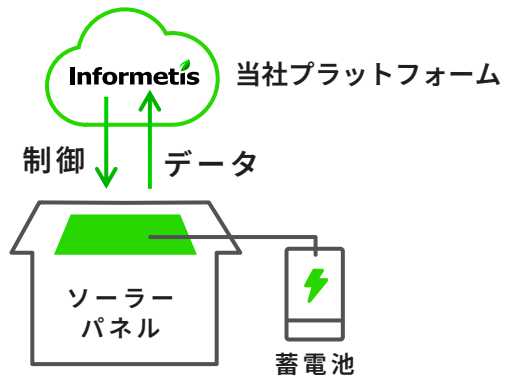 Informetis
当社プラットフォーム
制御
データ
ソーラー
パネル
蓄電池